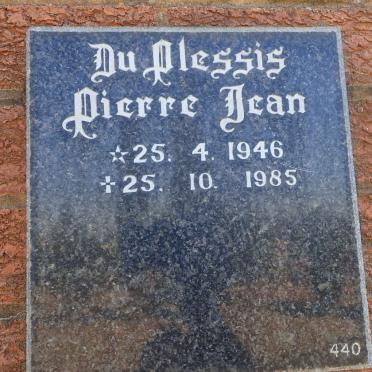 Du Plessis
Pierre Jean
☆25. 4. 1946
✝25. 10. 1985
440